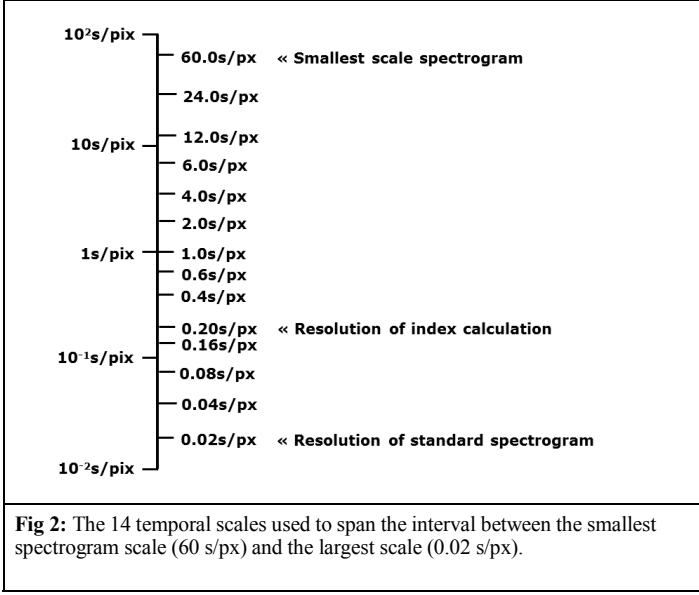 10²s/pix
60.0s/px « Smallest scale spectrogram
24.0s/px
12.0s/px
10s/pix
6.0s/px
4.0s/px
2.0s/px
1s/pix 1.0s/px
0.6s/px
0.4s/px
0.20s/px « Resolution of index calculation
0.16s/px
10⁻¹s/pix
0.08s/px
0.04s/px
0.02s/px « Resolution of standard spectrogram
10⁻²s/pix
Fig 2: The 14 temporal scales used to span the interval between the smallest
spectrogram scale (60 s/px) and the largest scale (0.02 s/px).